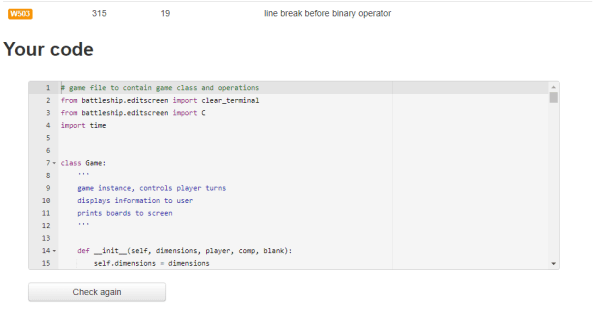 W503 315 19 line break before binary operator
Your code
1 # game file to contain game class and operations
2 from battleship.editscreen import clear_terminal
3 from battleship.editscreen import C
4 import time
5
6
7 class Game:
8 '''
9 game instance, controls player turns
10 displays information to user
11 prints boards to screen
12 '''
13
14 def __init__(self, dimensions, player, comp, blank):
15 self.dimensions = dimensions
Check again